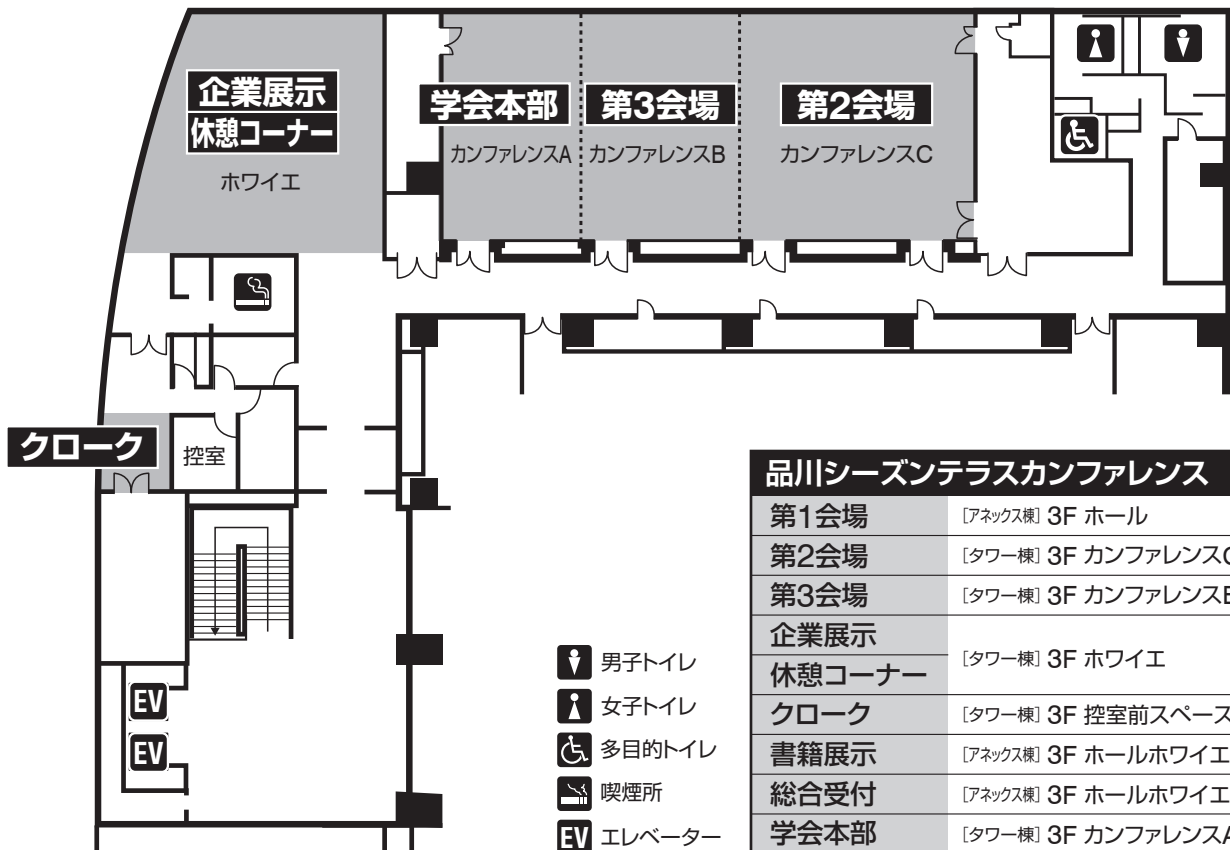 企業展示
休憩コーナー
ホワイエ
学会本部
カンファレンスA
第3会場
カンファレンスB
第2会場
カンファレンスC
クローク
控室
EV
EV
男子トイレ
女子トイレ
多目的トイレ
喫煙所
EV エレベーター
品川シーズンテラスカンファレンス
第1会場 [アネックス棟] 3F ホール
第2会場 [タワー棟] 3F カンファレンスC
第3会場 [タワー棟] 3F カンファレンスB
企業展示
休憩コーナー
[タワー棟] 3F ホワイエ
クローク [タワー棟] 3F 控室前スペース
書籍展示 [アネックス棟] 3F ホールホワイエ
総合受付 [アネックス棟] 3F ホールホワイエ
学会本部 [タワー棟] 3F カンファレンスA